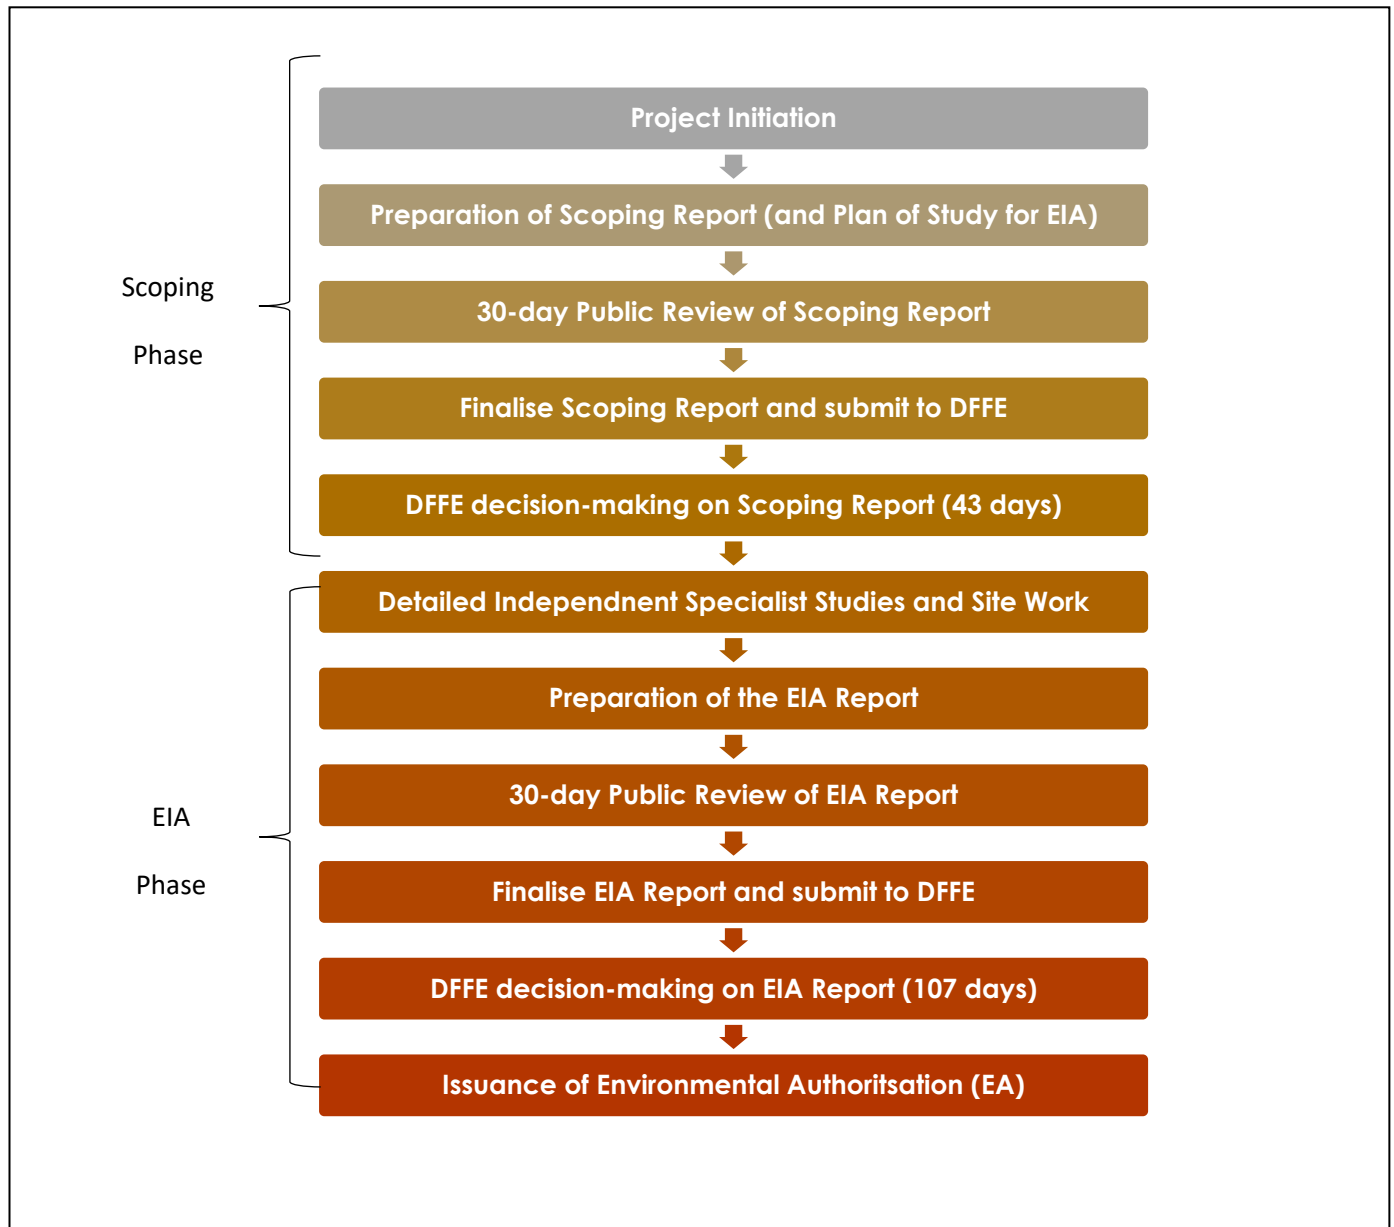 Project Initiation
Preparation of Scoping Report (and Plan of Study for EIA)
30-day Public Review of Scoping Report
Finalise Scoping Report and submit to DFFE
DFFE decision-making on Scoping Report (43 days)
Scoping
Phase
Detailed Independnent Specialist Studies and Site Work
Preparation of the EIA Report
30-day Public Review of EIA Report
Finalise EIA Report and submit to DFFE
DFFE decision-making on EIA Report (107 days)
Issuance of Environmental Authoritsation (EA)
EIA
Phase